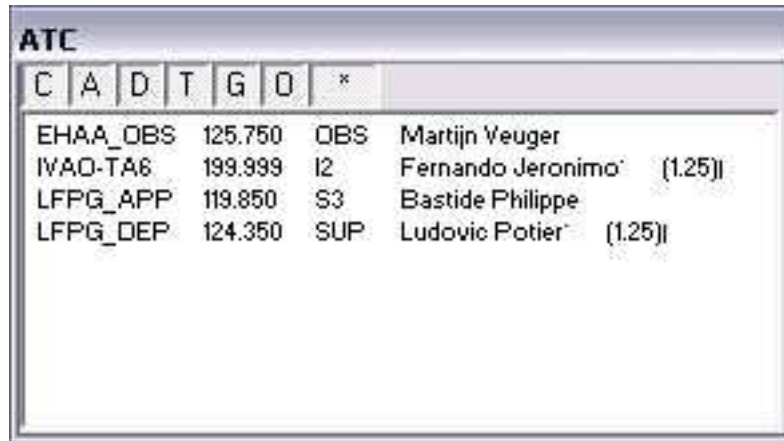 ATC
C A D T G O *
EHAA_OBS 125.750 OBS Martijn Veuger
IVAO-TA6 199.999 I2 Fernando Jeronimo* (1.25)|
LFPG_APP 119.850 S3 Bastide Philippe
LFPG_DEP 124.350 SUP Ludovic Potier* (1.25)|